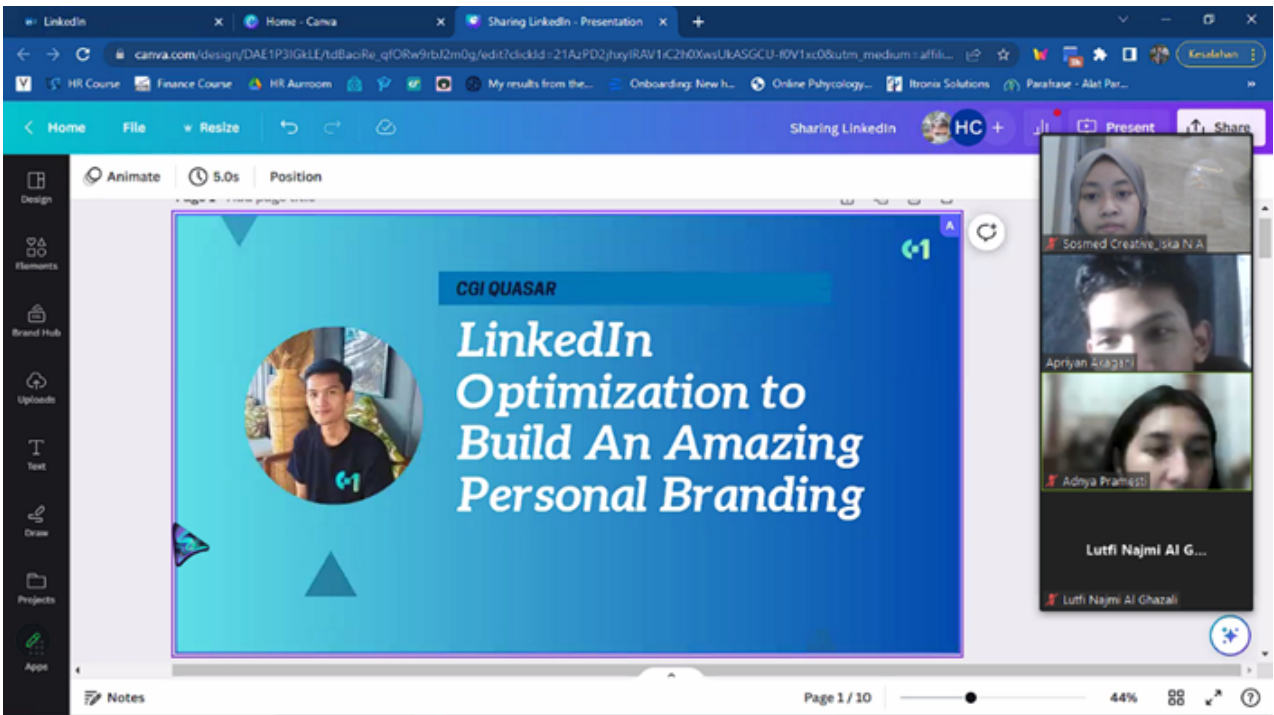 LinkedIn
Home - Canva
Sharing LinkedIn - Presentation
Kesalahan
HR Course
Finance Course
HR Aurroom
My results from the...
Onboarding: New h...
Online Pshycology...
Itronix Solutions
Parafrase - Alat Par...
Home
File
Resize
Sharing LinkedIn
HC
Present
Share
Animate
5.0s
Position
Design
Elements
Brand Hub
Uploads
Text
Draw
Projects
Apps
Page 1
CGI QUASAR
LinkedIn
Optimization to
Build An Amazing
Personal Branding
Sosmed Creative_Iska N A
Apriyan Aragani
Adnya Pramesti
Lutfi Najmi Al G...
Lutfi Najmi Al Ghazali
Notes
Page 1 / 10
44%